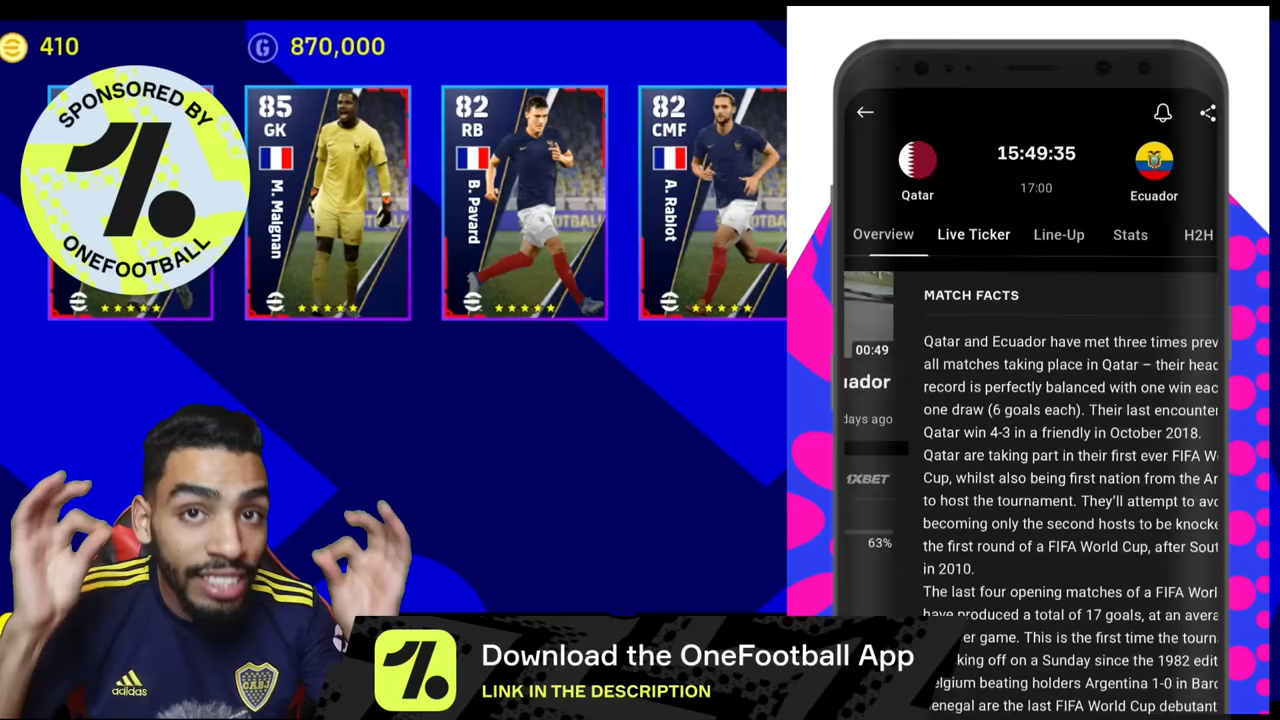 410
870,000
SPONSORED BY
ONEFOOTBALL
85
GK
M. Maignan
82
RB
B. Pavard
82
CMF
A. Rabiot
15:49:35
17:00
Qatar
Ecuador
Overview
Live Ticker
Line-Up
Stats
H2H
00:49
uador
days ago
1XBET
63%
MATCH FACTS
Qatar and Ecuador have met three times prev
all matches taking place in Qatar – their head
record is perfectly balanced with one win eac
one draw (6 goals each). Their last encounter
Qatar win 4-3 in a friendly in October 2018.
Qatar are taking part in their first ever FIFA W
Cup, whilst also being first nation from the Ar
to host the tournament. They'll attempt to avo
becoming only the second hosts to be knocke
the first round of a FIFA World Cup, after Sout
in 2010.
The last four opening matches of a FIFA Worl
have produced a total of 17 goals, at an avera
er game. This is the first time the tourn
king off on a Sunday since the 1982 edit
elgium beating holders Argentina 1-0 in Barc
enegal are the last FIFA World Cup debutant
adidas
C.A.B.J.
Download the OneFootball App
LINK IN THE DESCRIPTION